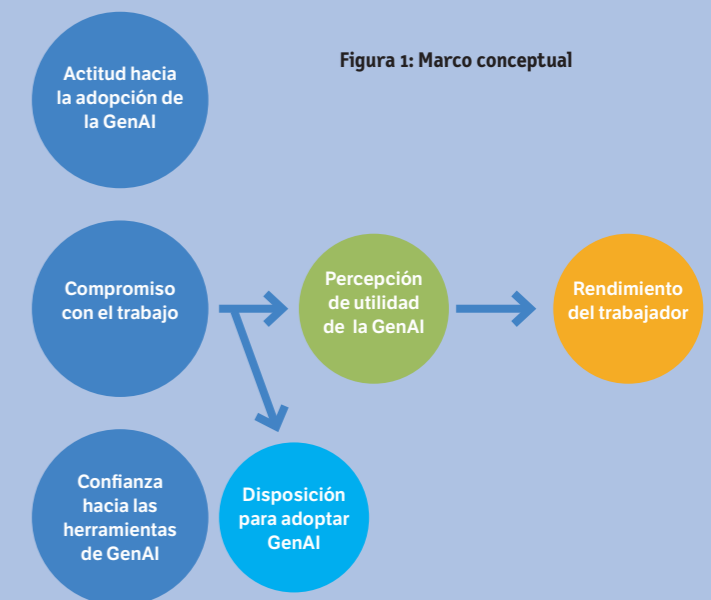 Figura 1: Marco conceptual
Actitud hacia
la adopción de
la GenAI
Compromiso
con el trabajo
Percepción
de utilidad
de la GenAI
Rendimiento
del trabajador
Confianza
hacia las
herramientas
de GenAI
Disposición
para adoptar
GenAI